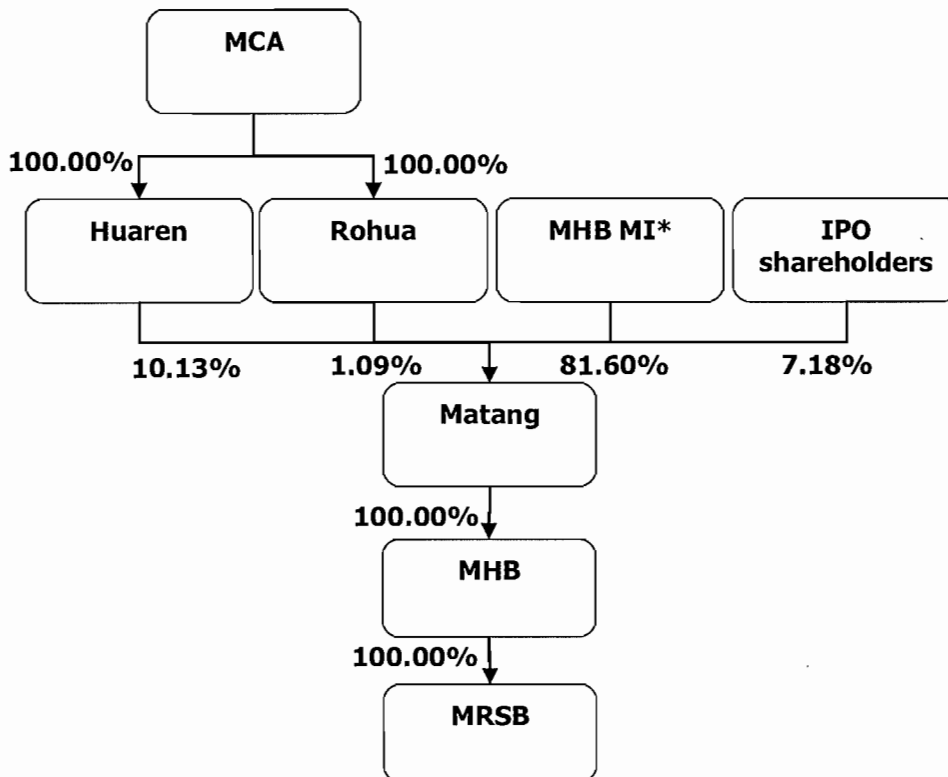 MCA
100.00%
100.00%
Huaren
Rohua
MHB MI*
IPO
shareholders
10.13%
1.09%
81.60%
7.18%
Matang
100.00%
MHB
100.00%
MRSB